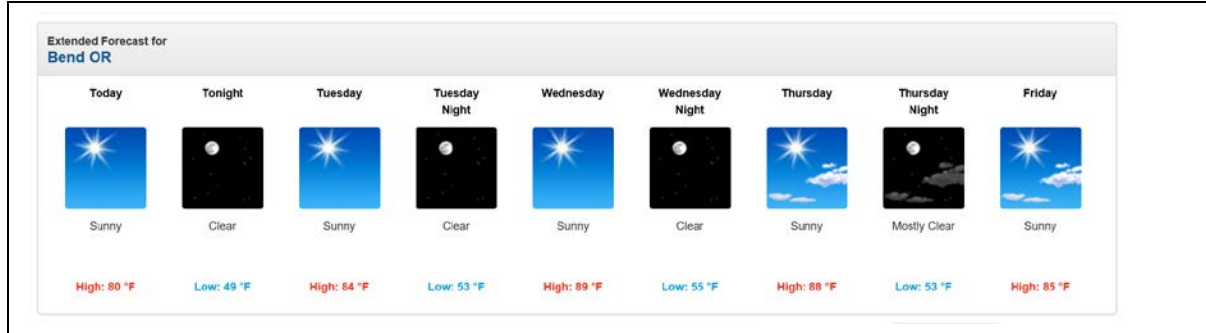 Extended Forecast for
Bend OR
Today
Tonight
Tuesday
Tuesday
Night
Wednesday
Wednesday
Night
Thursday
Thursday
Night
Friday
Sunny
Clear
Sunny
Clear
Sunny
Clear
Sunny
Mostly Clear
Sunny
High: 80 °F
Low: 49 °F
High: 84 °F
Low: 53 °F
High: 89 °F
Low: 55 °F
High: 88 °F
Low: 53 °F
High: 85 °F